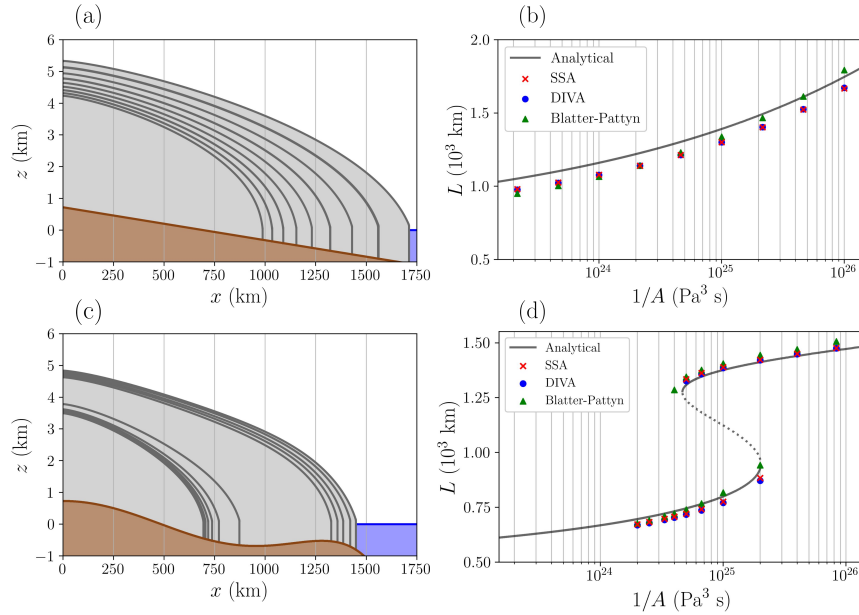 (a)
6
5
4
3
2
1
0
−1
z (km)
0 250 500 750 1000 1250 1500 1750
x (km)
(b)
Analytical
SSA
DIVA
Blatter-Pattyn
2.0
1.5
1.0
0.5
L (10³ km)
10²⁴ 10²⁵ 10²⁶
1/A (Pa³ s)
(c)
6
5
4
3
2
1
0
−1
z (km)
0 250 500 750 1000 1250 1500 1750
x (km)
(d)
Analytical
SSA
DIVA
Blatter-Pattyn
1.50
1.25
1.00
0.75
0.50
L (10³ km)
10²⁴ 10²⁵ 10²⁶
1/A (Pa³ s)